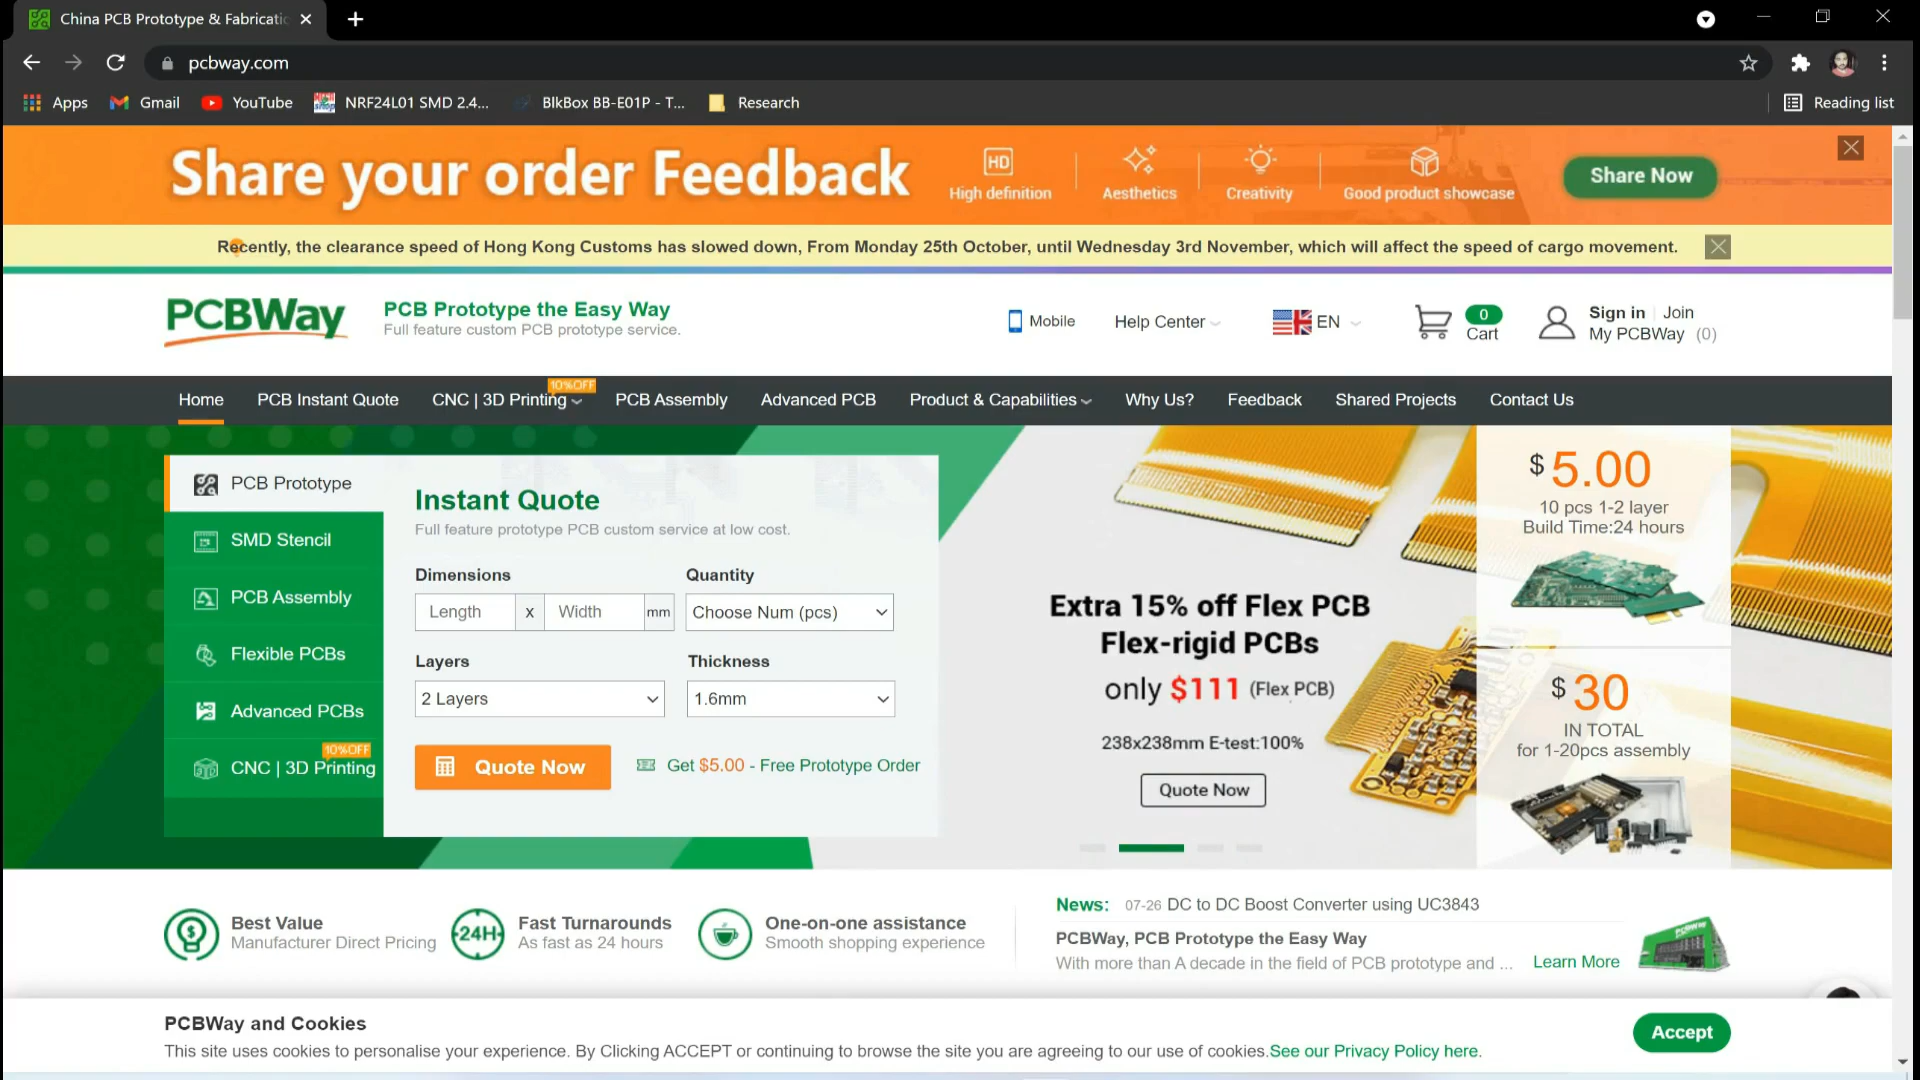 China PCB Prototype & Fabricatic
pcbway.com
Apps
Gmail
YouTube
NRF24L01 SMD 2.4...
BlkBox BB-E01P - T...
Research
Reading list
Share your order Feedback
HD
High definition
Aesthetics
Creativity
Good product showcase
Share Now
Recently, the clearance speed of Hong Kong Customs has slowed down, From Monday 25th October, until Wednesday 3rd November, which will affect the speed of cargo movement.
PCBWay
PCB Prototype the Easy Way
Full feature custom PCB prototype service.
Mobile
Help Center
EN
0
Cart
Sign in | Join
My PCBWay (0)
Home
PCB Instant Quote
CNC | 3D Printing
10%OFF
PCB Assembly
Advanced PCB
Product & Capabilities
Why Us?
Feedback
Shared Projects
Contact Us
PCB Prototype
SMD Stencil
PCB Assembly
Flexible PCBs
Advanced PCBs
10%OFF
CNC | 3D Printing
Instant Quote
Full feature prototype PCB custom service at low cost.
Dimensions
Quantity
Length x Width mm
Choose Num (pcs)
Layers
Thickness
2 Layers
1.6mm
Quote Now
Get $5.00 - Free Prototype Order
Extra 15% off Flex PCB
Flex-rigid PCBs
only $111 (Flex PCB)
238x238mm E-test:100%
Quote Now
$ 5.00
10 pcs 1-2 layer
Build Time:24 hours
$ 30
IN TOTAL
for 1-20pcs assembly
Best Value
Manufacturer Direct Pricing
24H
Fast Turnarounds
As fast as 24 hours
One-on-one assistance
Smooth shopping experience
News: 07-26 DC to DC Boost Converter using UC3843
PCBWay, PCB Prototype the Easy Way
With more than A decade in the field of PCB prototype and ...
Learn More
PCBWay and Cookies
This site uses cookies to personalise your experience. By Clicking ACCEPT or continuing to browse the site you are agreeing to our use of cookies.See our Privacy Policy here.
Accept